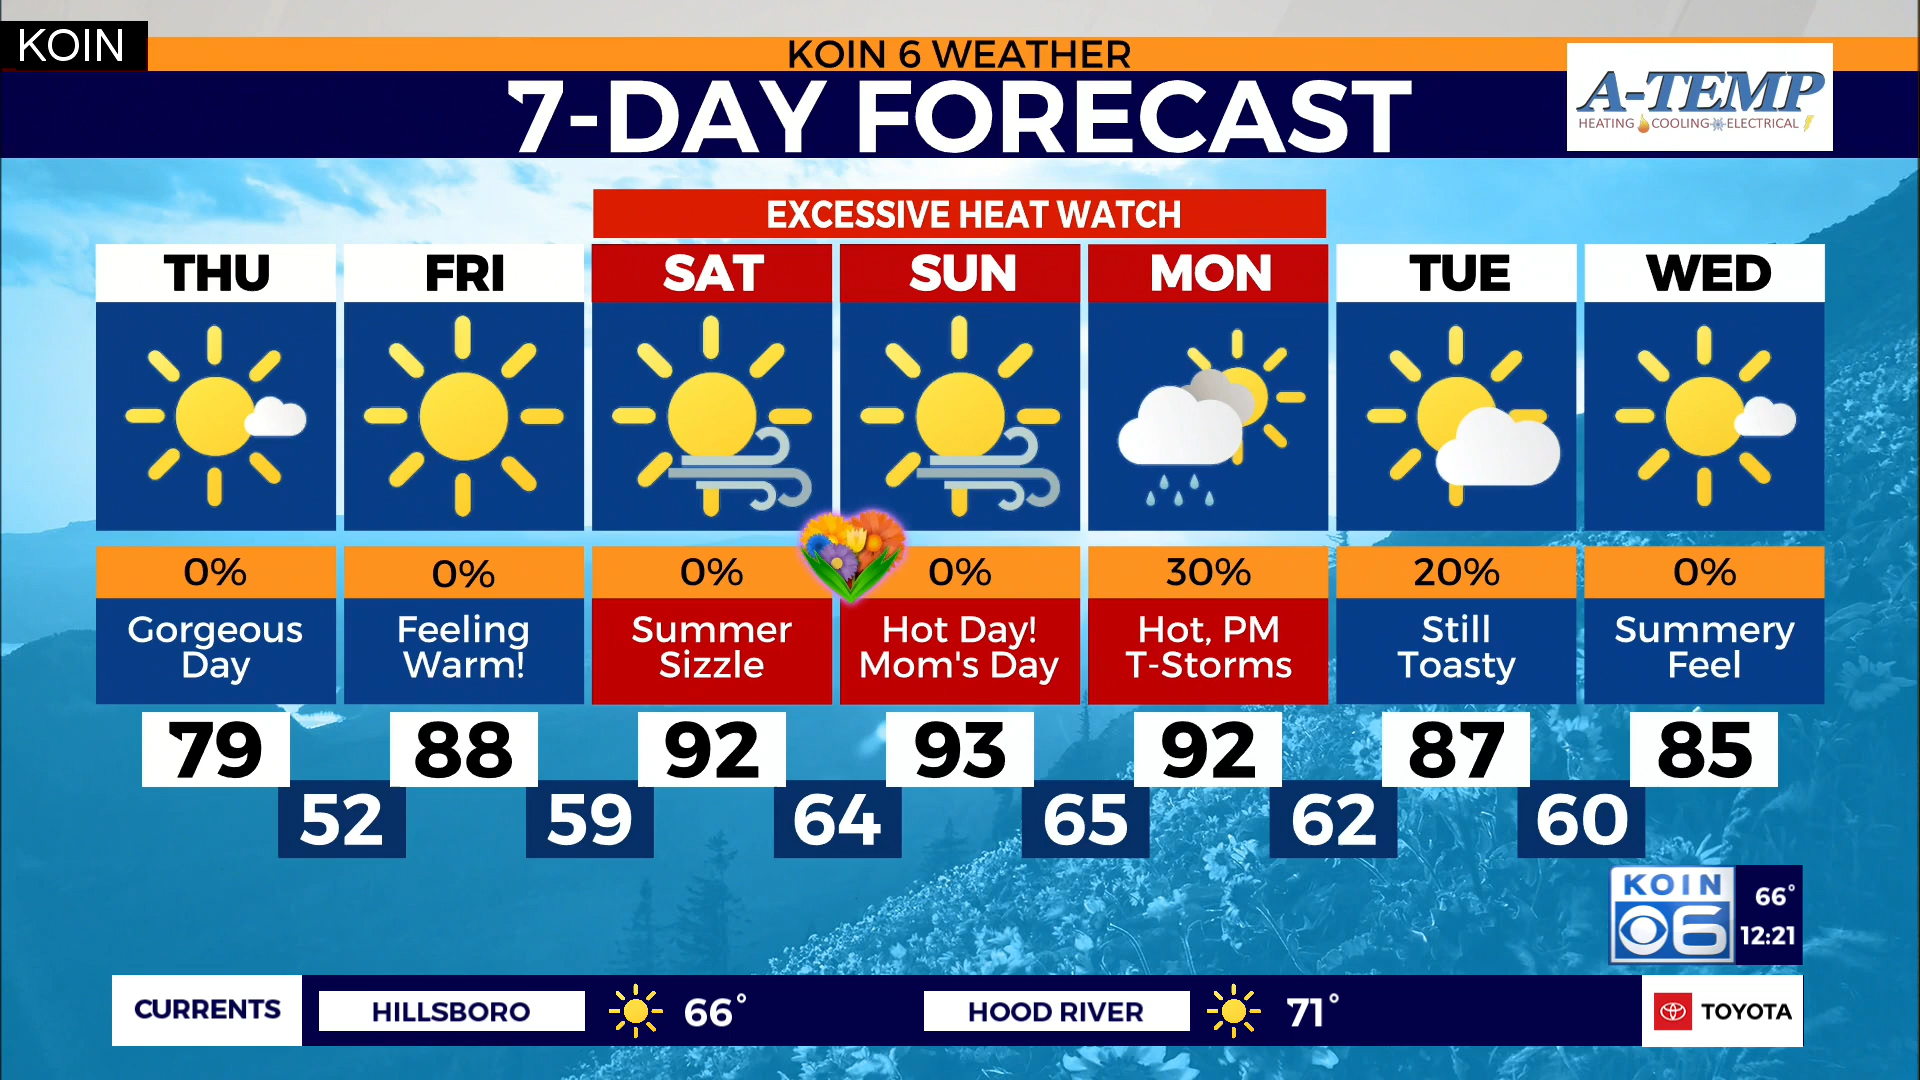 KOIN
KOIN 6 WEATHER
7-DAY FORECAST
A-TEMP
HEATING COOLING ELECTRICAL
EXCESSIVE HEAT WATCH
THU FRI SAT SUN MON TUE WED
0% 0% 0% 0% 30% 20% 0%
Gorgeous Day
Feeling Warm!
Summer Sizzle
Hot Day! Mom's Day
Hot, PM T-Storms
Still Toasty
Summery Feel
79 88 92 93 92 87 85
52 59 64 65 62 60
KOIN 6
66°
12:21
CURRENTS HILLSBORO 66° HOOD RIVER 71° TOYOTA